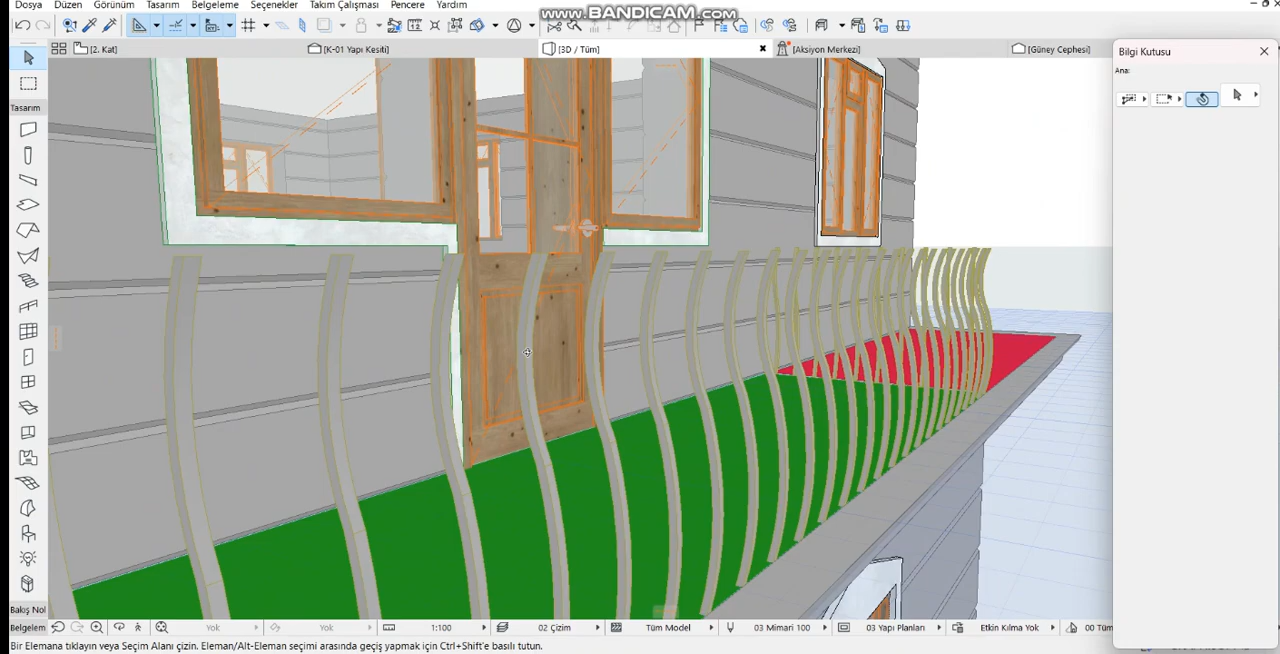 Dosya Düzen Görünüm Tasarım Belgeleme Seçenekler Takım Çalışması Pencere Yardım
www.BANDICAM.com
[2. Kat]
[K-01 Yapı Kesiti]
[3D / Tüm]
[Aksiyon Merkezi]
[Güney Cephesi]
Bilgi Kutusu
Ana:
Tasarım
Bakış Nol
Belgelem
Yok
Yok
1:100
02 Çizim
Tüm Model
03 Mimari 100
03 Yapı Planları
Etkin Kılma Yok
00 Tüm
Bir Elemana tıklayın veya Seçim Alanı çizin. Eleman/Alt-Eleman seçimi arasında geçiş yapmak için Ctrl+Shift'e basılı tutun.